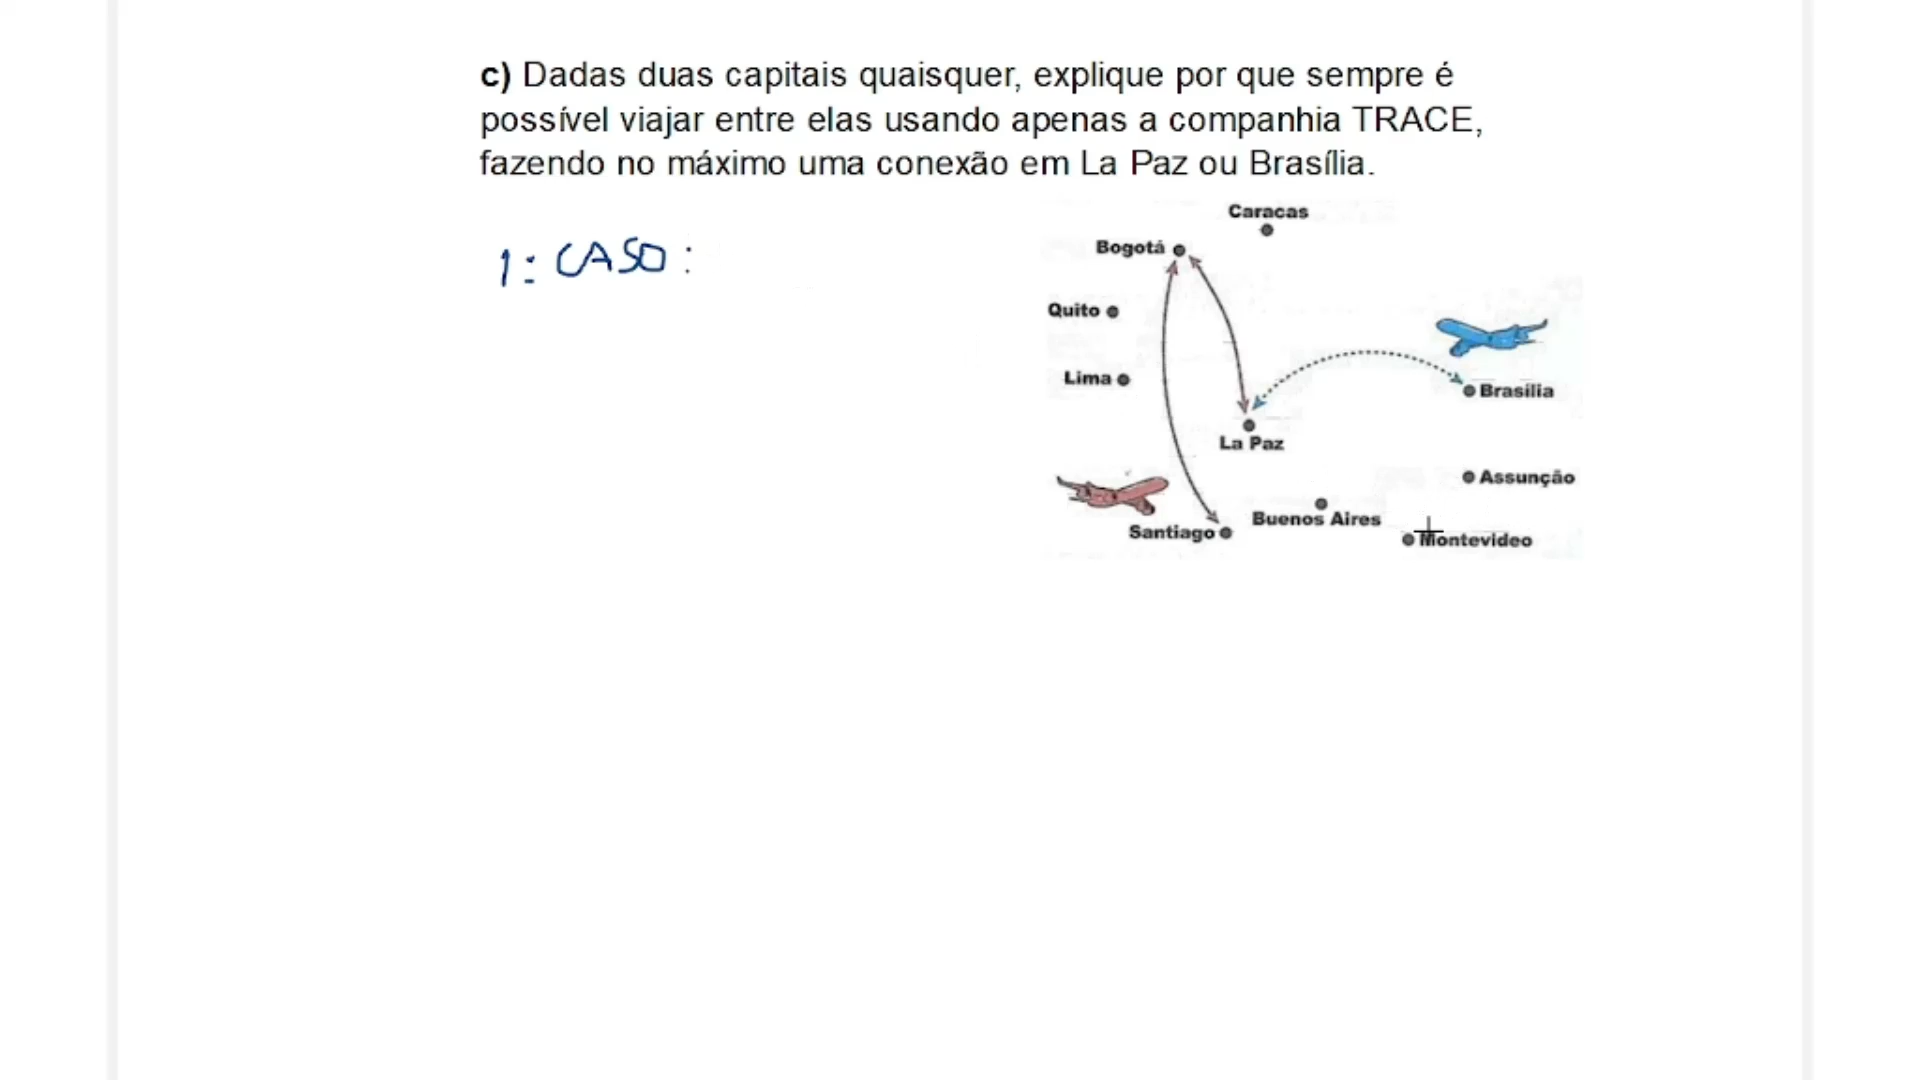 c) Dadas duas capitais quaisquer, explique por que sempre é
possível viajar entre elas usando apenas a companhia TRACE,
fazendo no máximo uma conexão em La Paz ou Brasília.
1º CASO:
Caracas
Bogotá
Quito
Lima
Brasília
La Paz
Assunção
Buenos Aires
Santiago
Montevideo